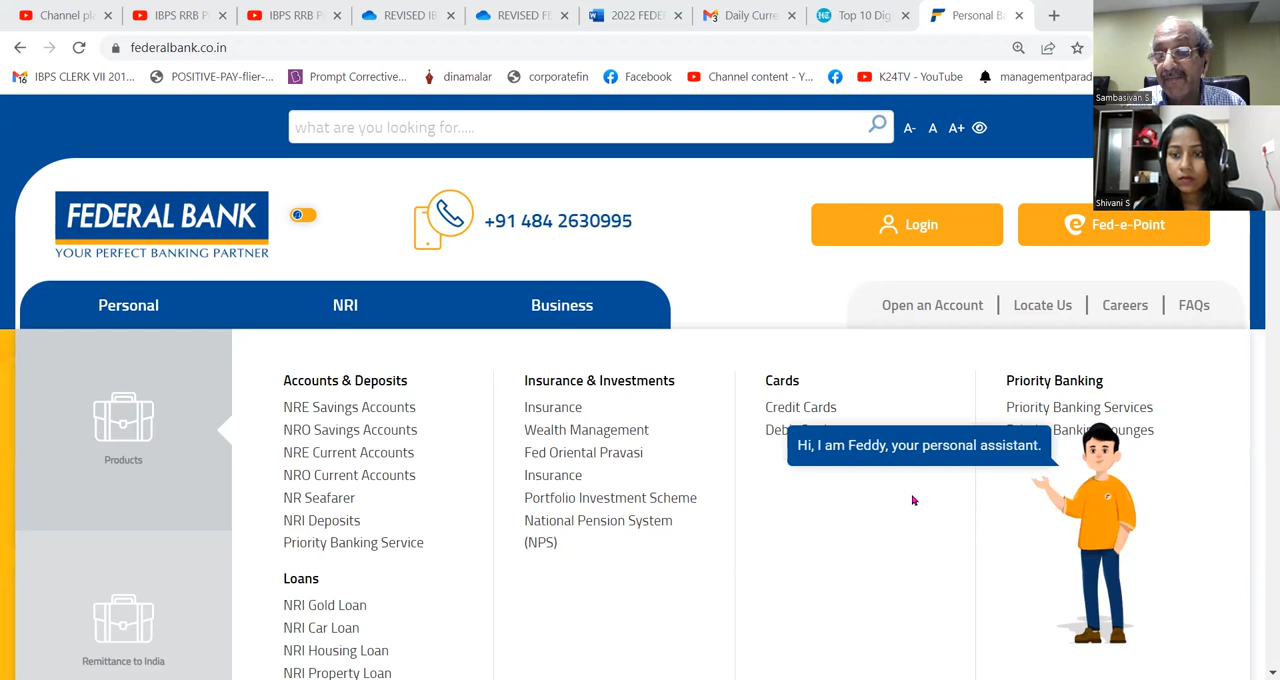 Channel pla
IBPS RRB P
IBPS RRB P
REVISED IB
REVISED FE
2022 FEDER
Daily Curre
Top 10 Dig
Personal Ba
federalbank.co.in
16
IBPS CLERK VII 201...
POSITIVE-PAY-flier-...
Prompt Corrective...
dinamalar
corporatefin
Facebook
Channel content - Y...
K24TV - YouTube
managementparad
Sambasivan S
Shivani S
what are you looking for.....
A- A A+
FEDERAL BANK
YOUR PERFECT BANKING PARTNER
+91 484 2630995
Login
Fed-e-Point
Personal
NRI
Business
Open an Account
Locate Us
Careers
FAQs
Products
Remittance to India
Accounts & Deposits
NRE Savings Accounts
NRO Savings Accounts
NRE Current Accounts
NRO Current Accounts
NR Seafarer
NRI Deposits
Priority Banking Service
Loans
NRI Gold Loan
NRI Car Loan
NRI Housing Loan
NRI Property Loan
Insurance & Investments
Insurance
Wealth Management
Fed Oriental Pravasi
Insurance
Portfolio Investment Scheme
National Pension System
(NPS)
Cards
Credit Cards
Priority Banking
Priority Banking Services
Hi, I am Feddy, your personal assistant.